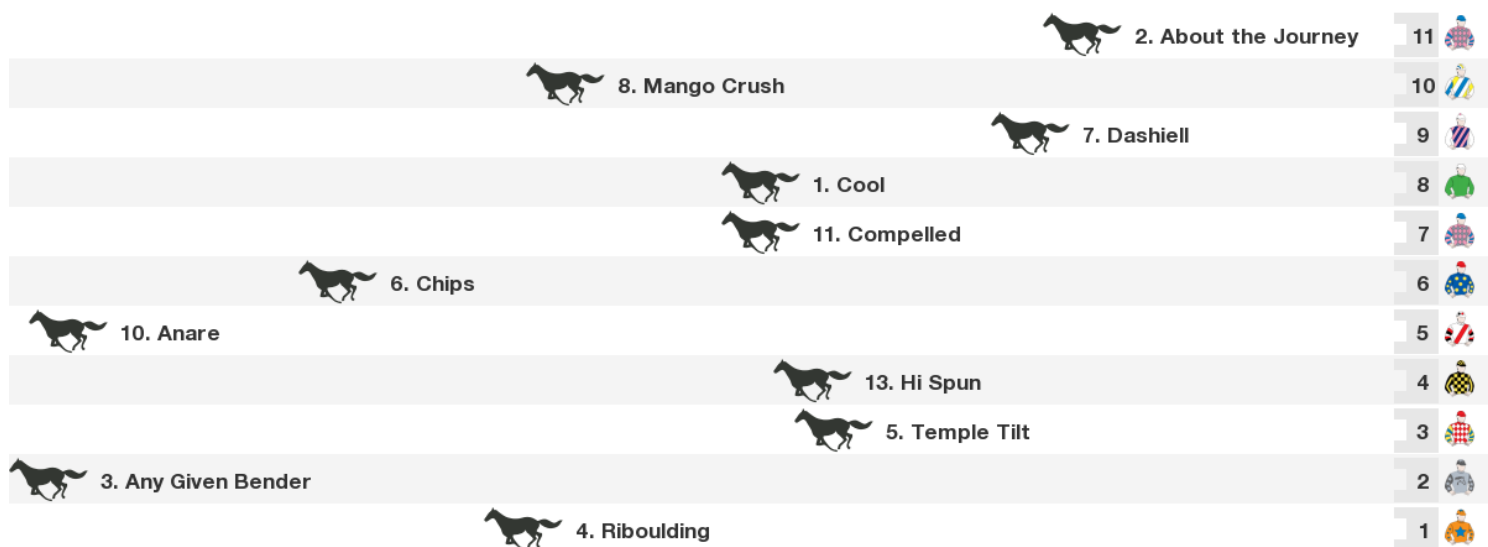 2. About the Journey 11
8. Mango Crush 10
7. Dashiell 9
1. Cool 8
11. Compelled 7
6. Chips 6
10. Anare 5
13. Hi Spun 4
5. Temple Tilt 3
3. Any Given Bender 2
4. Riboulding 1